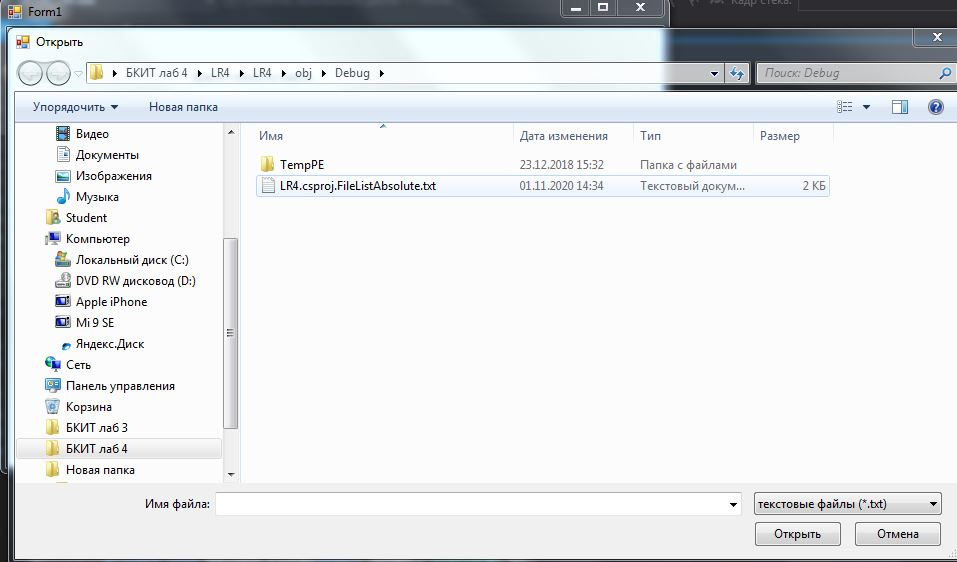 Form1
Кадр стека:
Открыть
БКИТ лаб 4 LR4 LR4 obj Debug
Поиск: Debug
Упорядочить Новая папка
Имя Дата изменения Тип Размер
Видео
Документы
Изображения
Музыка
Student
Компьютер
Локальный диск (C:)
DVD RW дисковод (D:)
Apple iPhone
Mi 9 SE
Яндекс.Диск
Сеть
Панель управления
Корзина
БКИТ лаб 3
БКИТ лаб 4
Новая папка
TempPE 23.12.2018 15:32 Папка с файлами
LR4.csproj.FileListAbsolute.txt 01.11.2020 14:34 Текстовый докум... 2 КБ
Имя файла:
текстовые файлы (*.txt)
Открыть Отмена